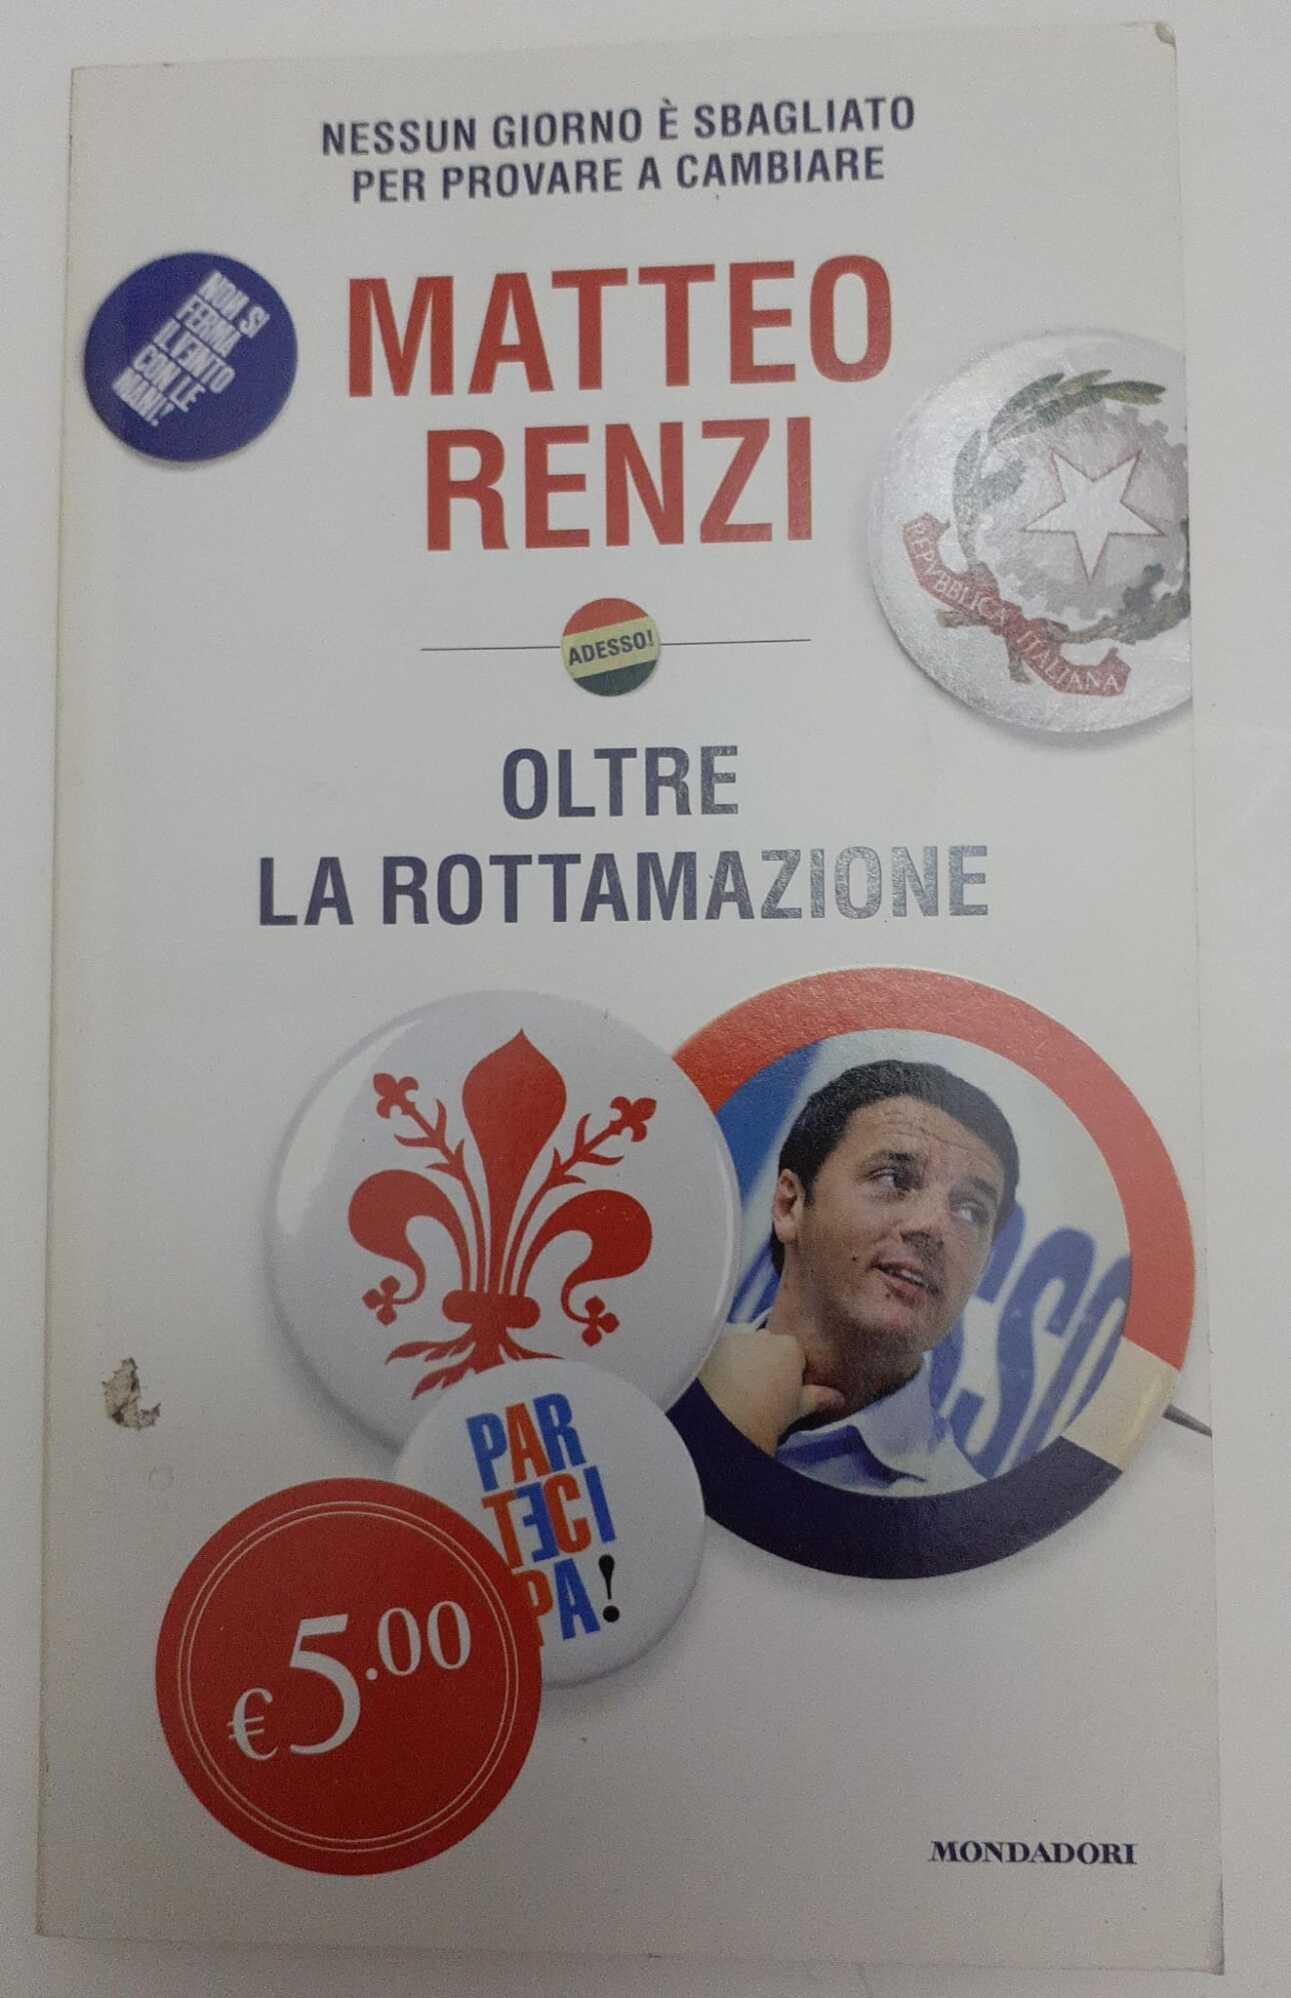 NESSUN GIORNO È SBAGLIATO
PER PROVARE A CAMBIARE
NON SI
FERMA
IL VENTO
CON LE
MANI!
MATTEO
RENZI
REPVBBLICA ITALIANA
ADESSO!
OLTRE
LA ROTTAMAZIONE
PAR
TECI
PA!
€5.00
MONDADORI